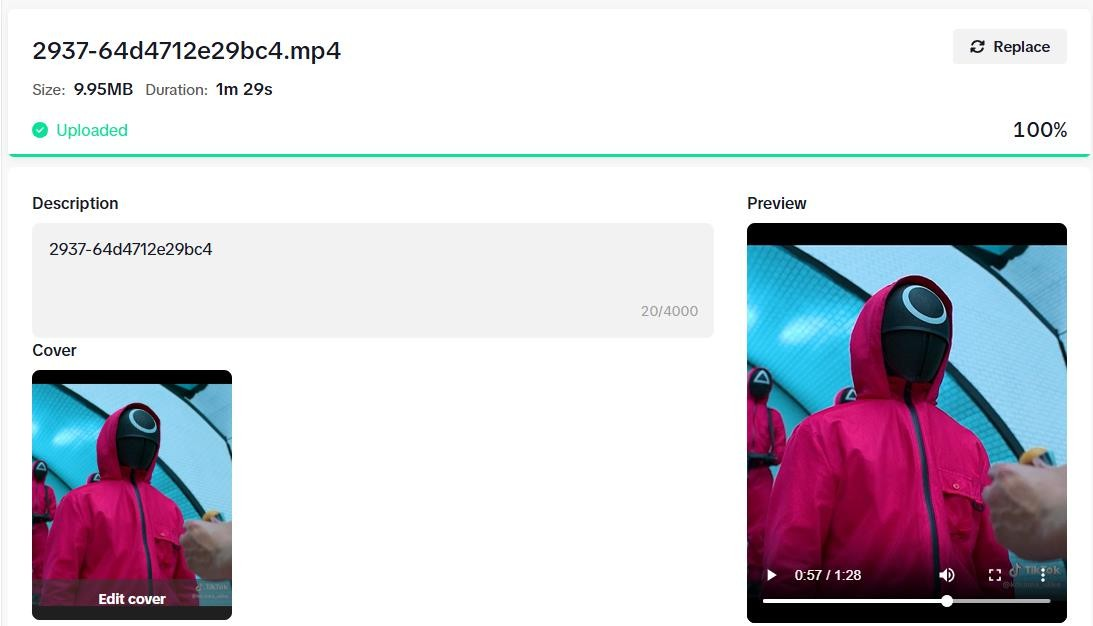 2937-64d4712e29bc4.mp4
Replace
Size: 9.95MB Duration: 1m 29s
Uploaded
100%
Description
2937-64d4712e29bc4
20/4000
Cover
TikTok
Edit cover
Preview
0:57 / 1:28
TikTok